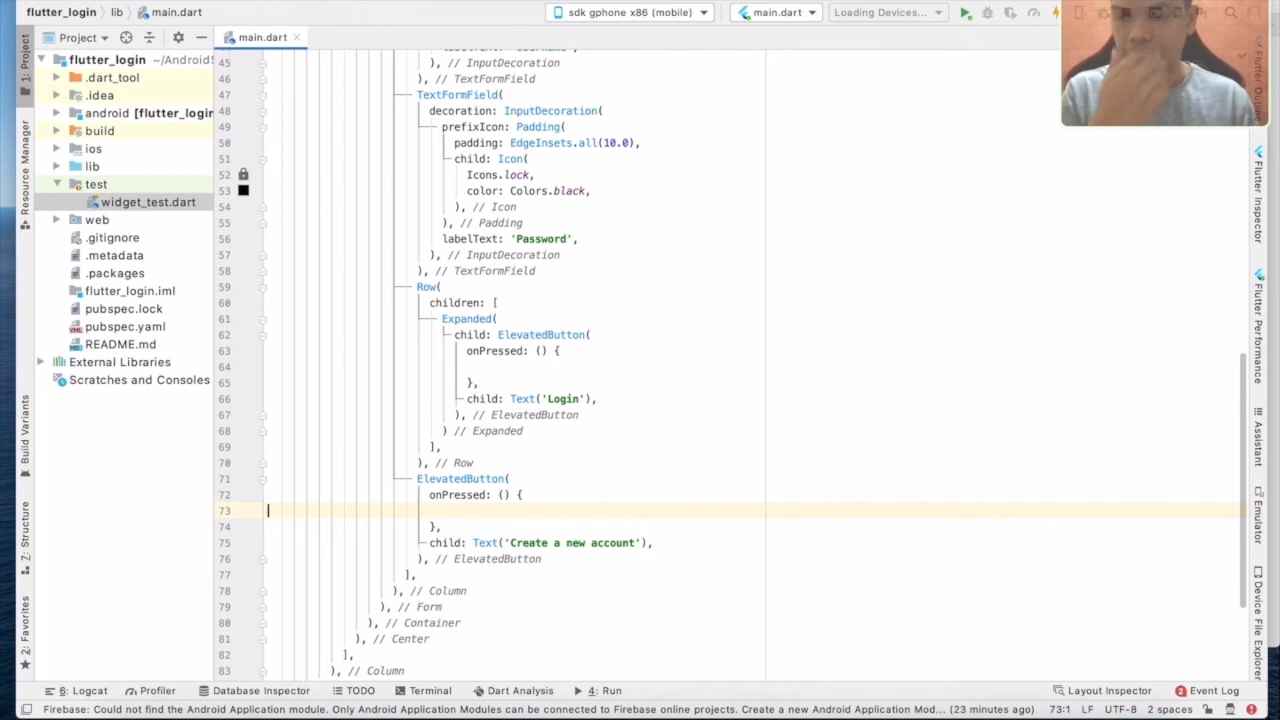 flutter_login
lib
main.dart
sdk gphone x86 (mobile)
main.dart
Loading Devices...
Project
main.dart
flutter_login ~/AndroidS
.dart_tool
.idea
android [flutter_login
build
ios
lib
test
widget_test.dart
web
.gitignore
.metadata
.packages
flutter_login.iml
pubspec.lock
pubspec.yaml
README.md
External Libraries
Scratches and Consoles
1: Project
Resource Manager
Build Variants
7: Structure
2: Favorites
45 ), // InputDecoration
46 ), // TextFormField
47 TextFormField(
48 decoration: InputDecoration(
49 prefixIcon: Padding(
50 padding: EdgeInsets.all(10.0),
51 child: Icon(
52 Icons.lock,
53 color: Colors.black,
54 ), // Icon
55 ), // Padding
56 labelText: 'Password',
57 ), // InputDecoration
58 ), // TextFormField
59 Row(
60 children: [
61 Expanded(
62 child: ElevatedButton(
63 onPressed: () {
64
65 },
66 child: Text('Login'),
67 ), // ElevatedButton
68 ) // Expanded
69 ],
70 ), // Row
71 ElevatedButton(
72 onPressed: () {
73
74 },
75 child: Text('Create a new account'),
76 ), // ElevatedButton
77 ],
78 ), // Column
79 ), // Form
80 ), // Container
81 ), // Center
82 ],
83 ), // Column
Flutter Outline
Flutter Inspector
Flutter Performance
Assistant
Emulator
Device File Explorer
6: Logcat
Profiler
Database Inspector
TODO
Terminal
Dart Analysis
4: Run
Layout Inspector
2 Event Log
Firebase: Could not find the Android Application module. Only Android Application Modules can be connected to Firebase online projects. Create a new Android Application Mod... (23 minutes ago)
73:1 LF UTF-8 2 spaces